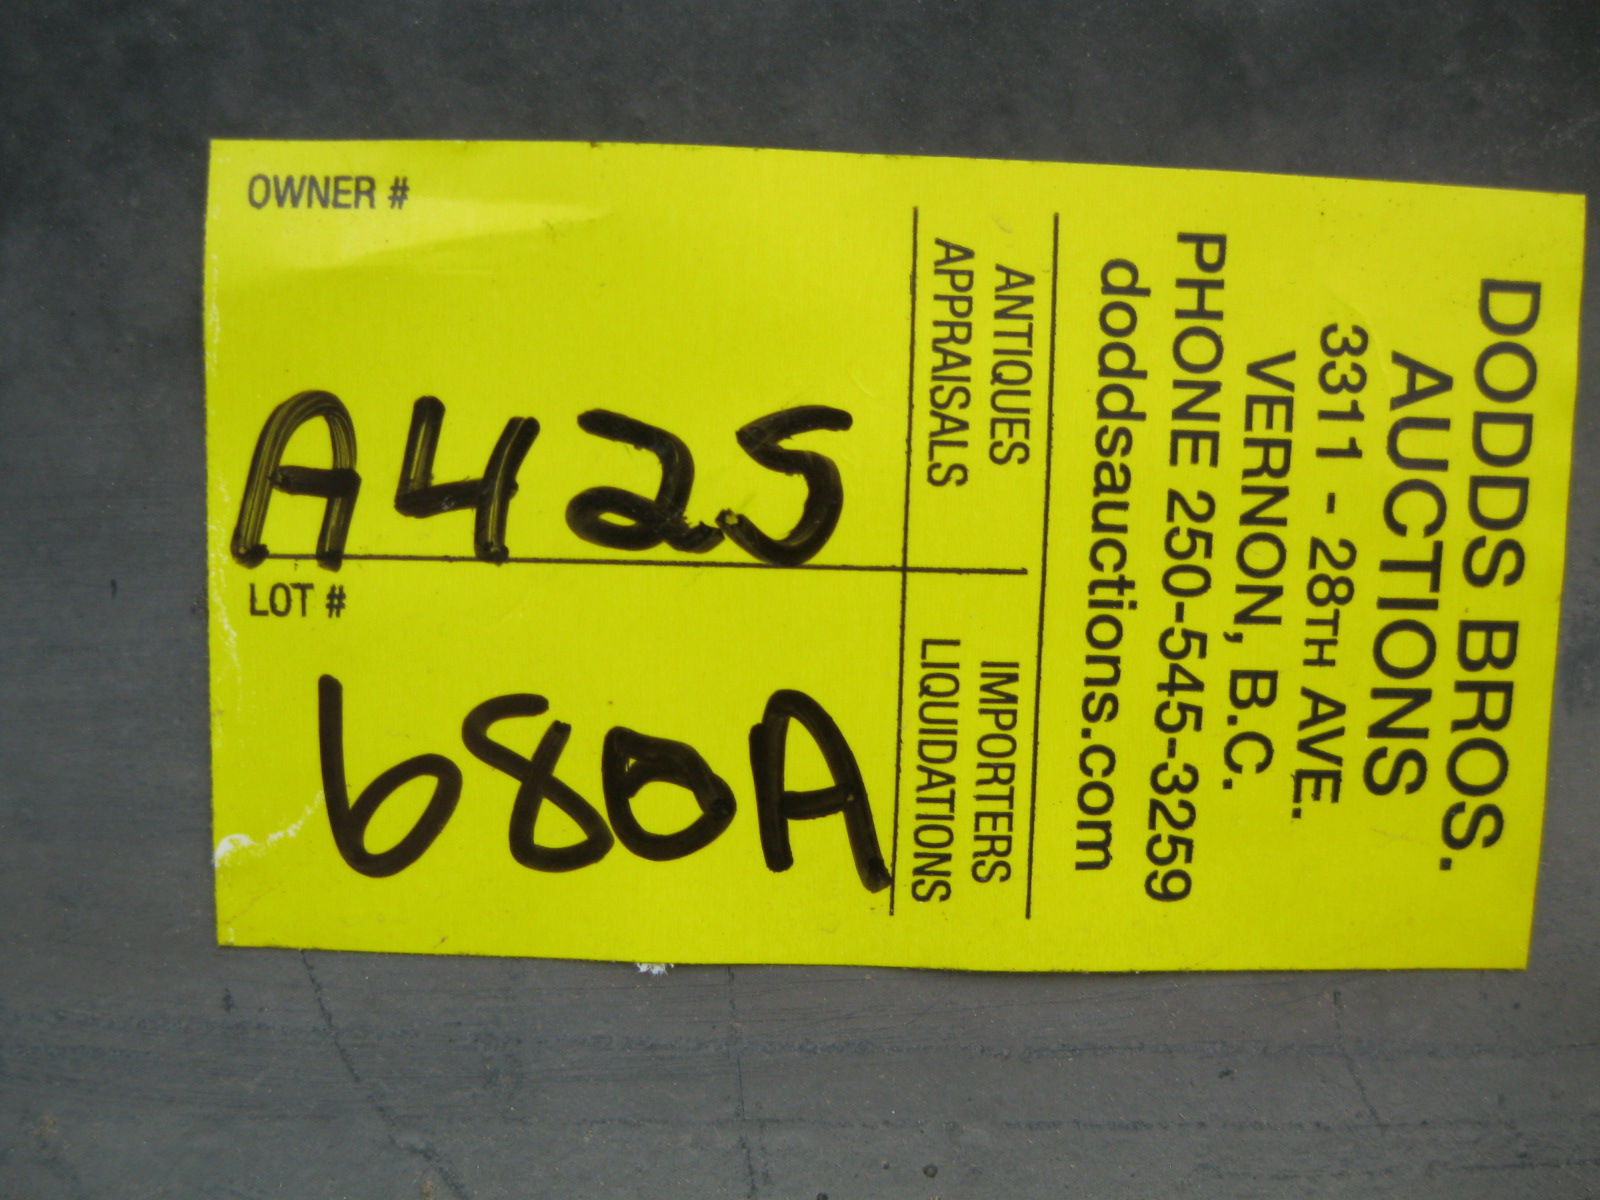 DODDS BROS.
AUCTIONS
3311 - 28TH AVE.
VERNON, B.C.
PHONE 250-545-3259
doddsauctions.com
ANTIQUES
APPRAISALS
IMPORTERS
LIQUIDATIONS
OWNER #
A425
LOT #
680A